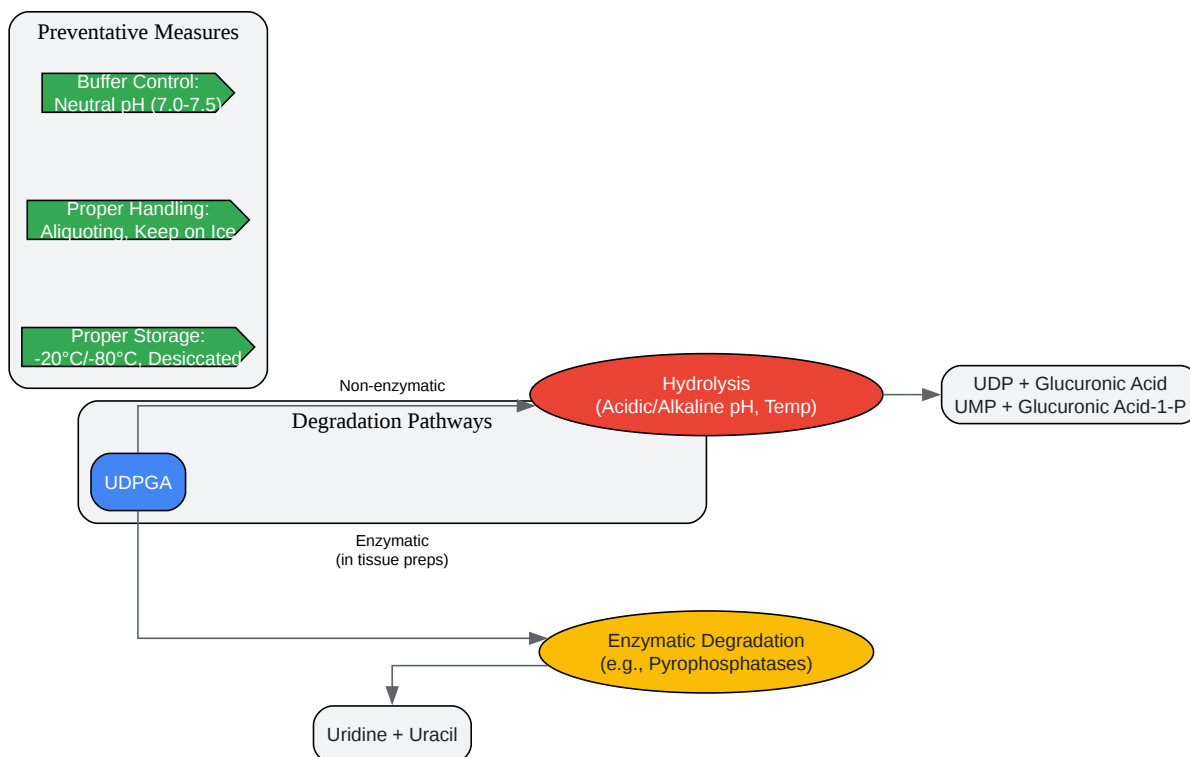 Preventative Measures
Buffer Control:
Neutral pH (7.0-7.5)
Proper Handling:
Aliquoting, Keep on Ice
Proper Storage:
-20°C/-80°C, Desiccated
Non-enzymatic
Hydrolysis
(Acidic/Alkaline pH, Temp)
UDP + Glucuronic Acid
UMP + Glucuronic Acid-1-P
Degradation Pathways
UDPGA
Enzymatic
(in tissue preps)
Enzymatic Degradation
(e.g., Pyrophosphatases)
Uridine + Uracil